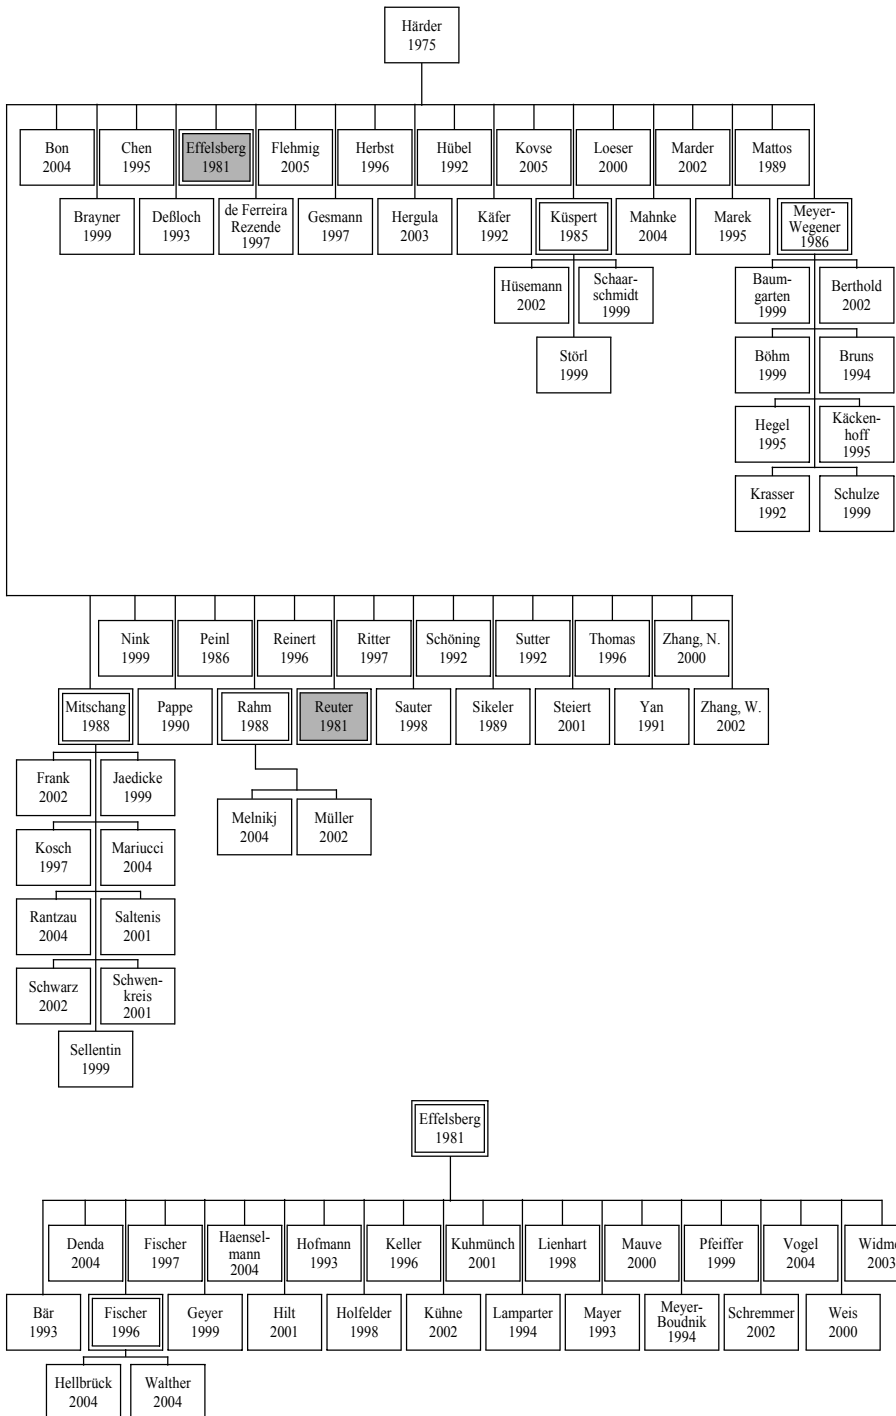 Härder
1975
Bon
2004
Chen
1995
Effelsberg
1981
Flehmig
2005
Herbst
1996
Hübel
1992
Kovse
2005
Loeser
2000
Marder
2002
Mattos
1989
Brayner
1999
Deßloch
1993
de Ferreira
Rezende
1997
Gesmann
1997
Hergula
2003
Käfer
1992
Küspert
1985
Mahnke
2004
Marek
1995
Meyer-
Wegener
1986
Hüsemann
2002
Schaar-
schmidt
1999
Störl
1999
Baum-
garten
1999
Berthold
2002
Böhm
1999
Bruns
1994
Hegel
1995
Käcken-
hoff
1995
Krasser
1992
Schulze
1999
Nink
1999
Peinl
1986
Reinert
1996
Ritter
1997
Schöning
1992
Sutter
1992
Thomas
1996
Zhang, N.
2000
Mitschang
1988
Pappe
1990
Rahm
1988
Reuter
1981
Sauter
1998
Sikeler
1989
Steiert
2001
Yan
1991
Zhang, W.
2002
Frank
2002
Jaedicke
1999
Kosch
1997
Mariucci
2004
Rantzau
2004
Saltenis
2001
Schwarz
2002
Schwen-
kreis
2001
Sellentin
1999
Melnikj
2004
Müller
2002
Effelsberg
1981
Denda
2004
Fischer
1997
Haensel-
mann
2004
Hofmann
1993
Keller
1996
Kuhmünch
2001
Lienhart
1998
Mauve
2000
Pfeiffer
1999
Vogel
2004
2003
Bär
1993
Fischer
1996
Geyer
1999
Hilt
2001
Holfelder
1998
Kühne
2002
Lamparter
1994
Mayer
1993
Meyer-
Boudnik
1994
Schremmer
2002
Weis
2000
Hellbrück
2004
Walther
2004